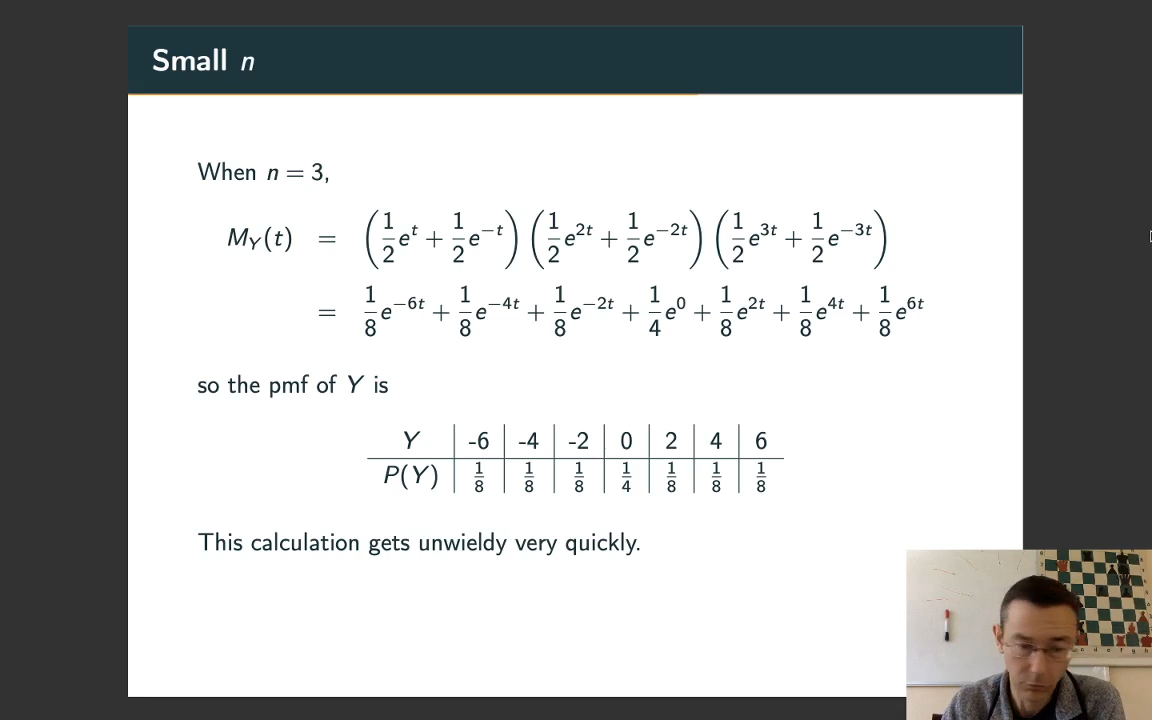 Small n
When n = 3,
M_Y(t) = (1/2 e^t + 1/2 e^{-t}) (1/2 e^{2t} + 1/2 e^{-2t}) (1/2 e^{3t} + 1/2 e^{-3t})
= 1/8 e^{-6t} + 1/8 e^{-4t} + 1/8 e^{-2t} + 1/4 e^0 + 1/8 e^{2t} + 1/8 e^{4t} + 1/8 e^{6t}
so the pmf of Y is
Y -6 -4 -2 0 2 4 6
P(Y) 1/8 1/8 1/8 1/4 1/8 1/8 1/8
This calculation gets unwieldy very quickly.